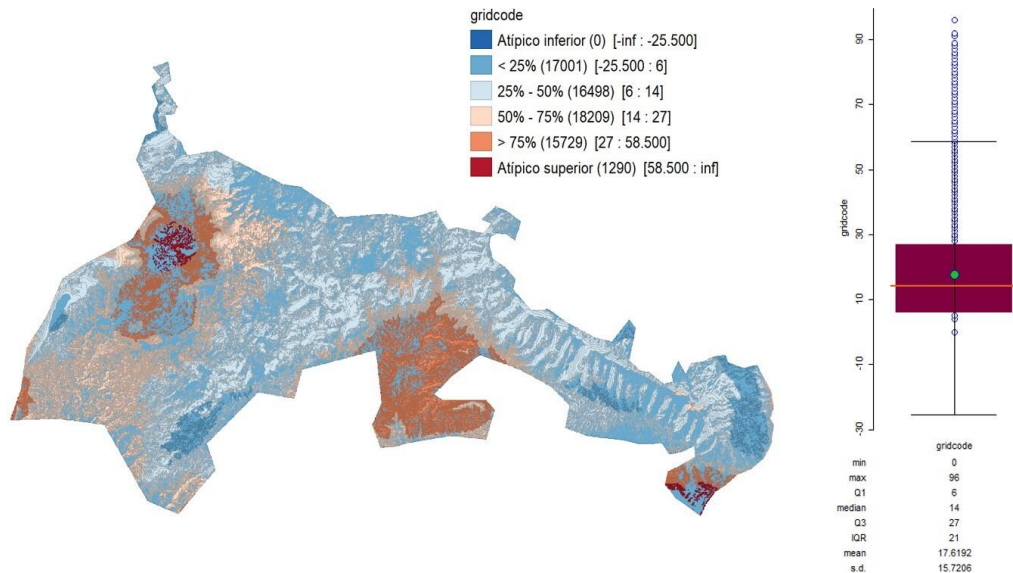 gridcode
Atípico inferior (0) [-inf : -25.500]
< 25% (17001) [-25.500 : 6]
25% - 50% (16498) [6 : 14]
50% - 75% (18209) [14 : 27]
> 75% (15729) [27 : 58.500]
Atípico superior (1290) [58.500 : inf]
90
70
50
30
10
-10
-30
gridcode
gridcode
min 0
max 96
Q1 6
median 14
Q3 27
IQR 21
mean 17.6192
s.d. 15.7206